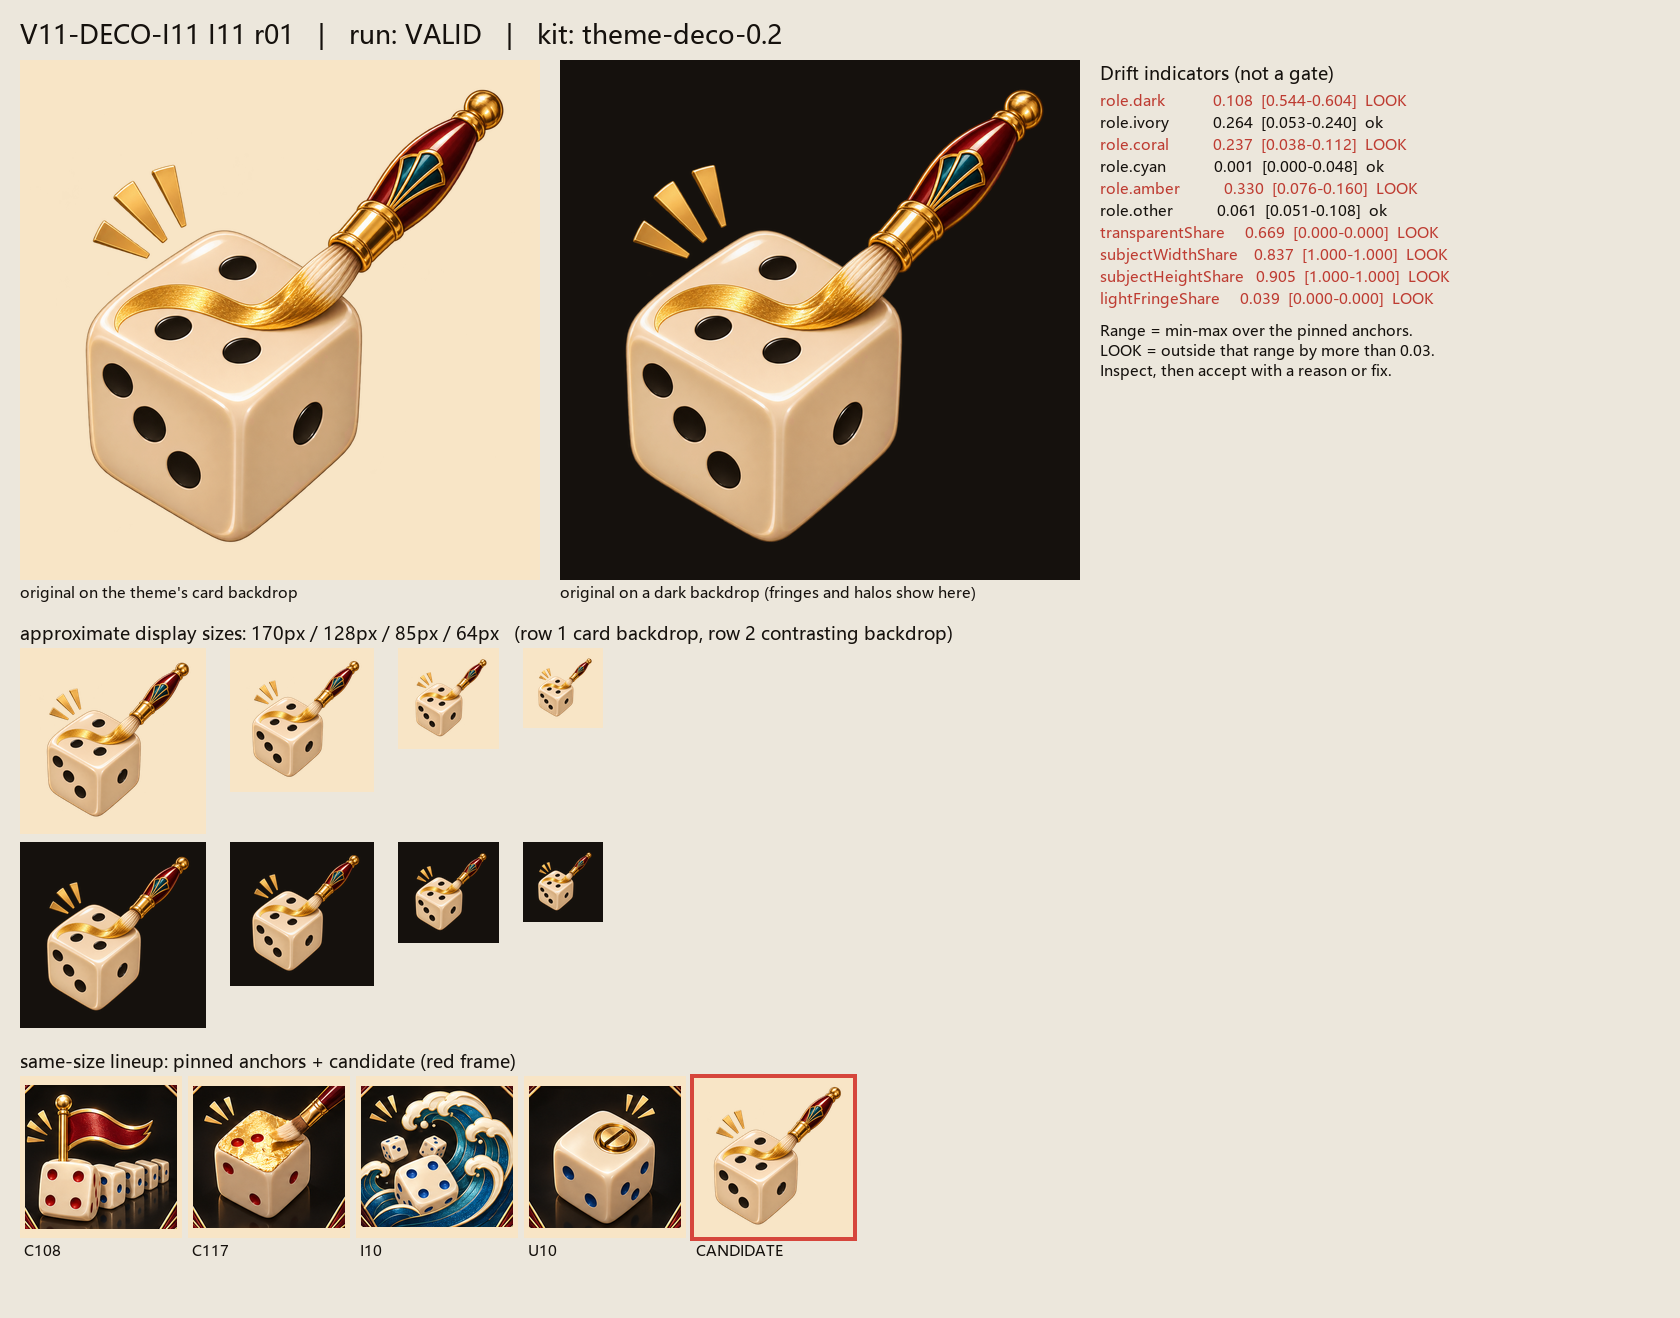 V11-DECO-I11 I11 r01 | run: VALID | kit: theme-deco-0.2
Drift indicators (not a gate)
role.dark 0.108 [0.544-0.604] LOOK
role.ivory 0.264 [0.053-0.240] ok
role.coral 0.237 [0.038-0.112] LOOK
role.cyan 0.001 [0.000-0.048] ok
role.amber 0.330 [0.076-0.160] LOOK
role.other 0.061 [0.051-0.108] ok
transparentShare 0.669 [0.000-0.000] LOOK
subjectWidthShare 0.837 [1.000-1.000] LOOK
subjectHeightShare 0.905 [1.000-1.000] LOOK
lightFringeShare 0.039 [0.000-0.000] LOOK
Range = min-max over the pinned anchors.
LOOK = outside that range by more than 0.03.
Inspect, then accept with a reason or fix.
original on the theme's card backdrop
original on a dark backdrop (fringes and halos show here)
approximate display sizes: 170px / 128px / 85px / 64px (row 1 card backdrop, row 2 contrasting backdrop)
same-size lineup: pinned anchors + candidate (red frame)
C108
C117
I10
U10
CANDIDATE